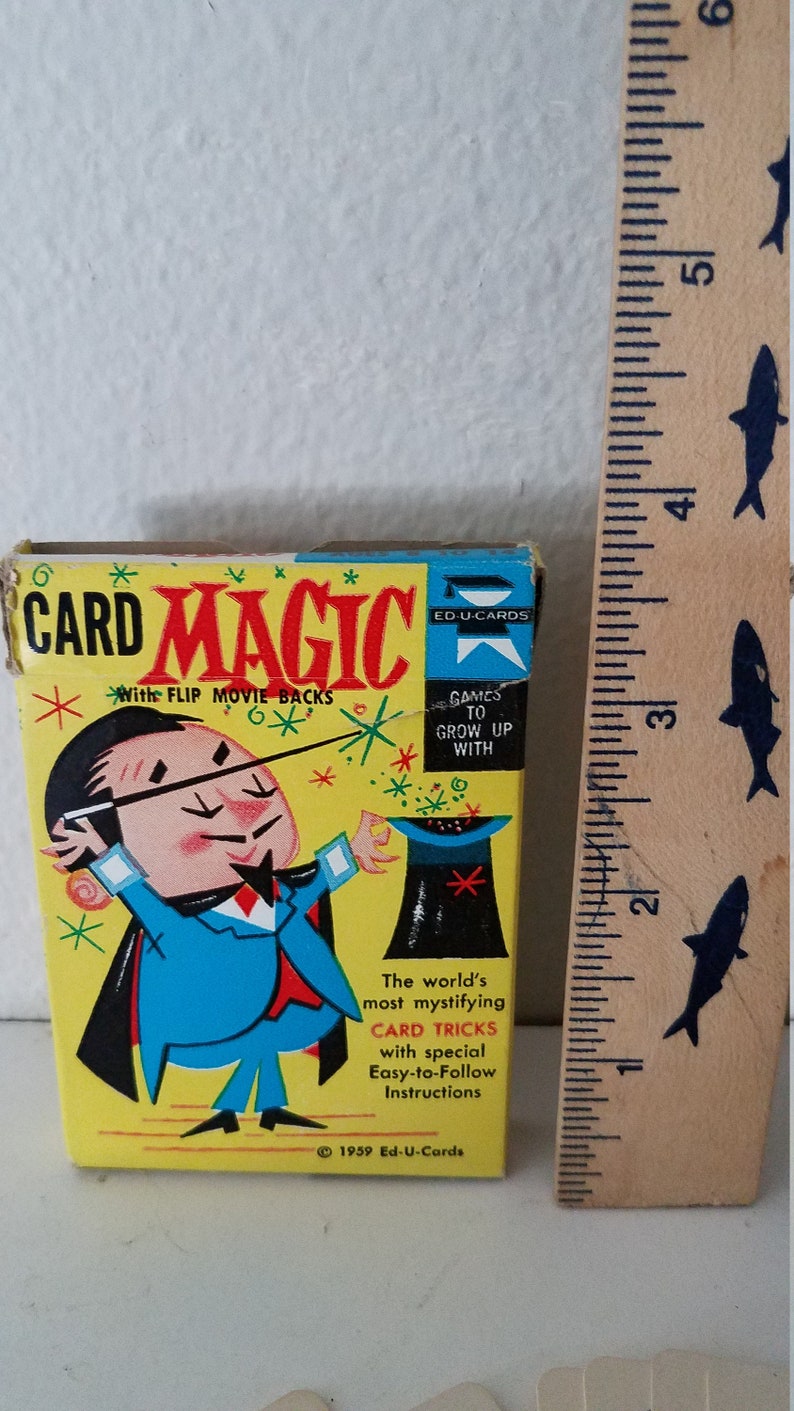 CARD MAGIC
With FLIP MOVIE BACKS
ED-U-CARDS
GAMES
TO
GROW UP
WITH
The world's
most mystifying
CARD TRICKS
with special
Easy-to-Follow
Instructions
© 1959 Ed-U-Cards
6
5
4
3
2
1